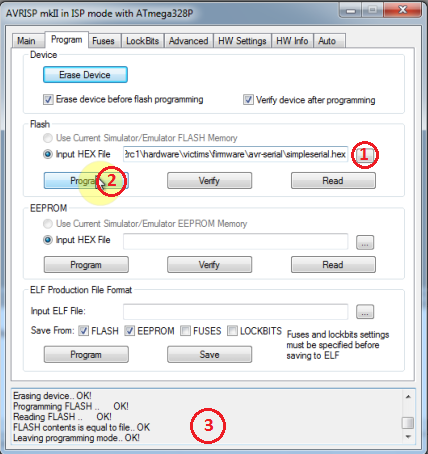 AVRISP mkII in ISP mode with ATmega328P
Main Program Fuses LockBits Advanced HW Settings HW Info Auto
Device
Erase Device
Erase device before flash programming Verify device after programming
Flash
Use Current Simulator/Emulator FLASH Memory
Input HEX File rc1\hardware\victims\firmware\avr-serial\simpleserial.hex 1
Program 2 Verify Read
EEPROM
Use Current Simulator/Emulator EEPROM Memory
Input HEX File ...
Program Verify Read
ELF Production File Format
Input ELF File: ...
Save From: FLASH EEPROM FUSES LOCKBITS Fuses and lockbits settings
must be specified before
saving to ELF
Program Save
Erasing device.. OK!
Programming FLASH .. OK!
Reading FLASH .. OK!
FLASH contents is equal to file.. OK
Leaving programming mode.. OK!
3